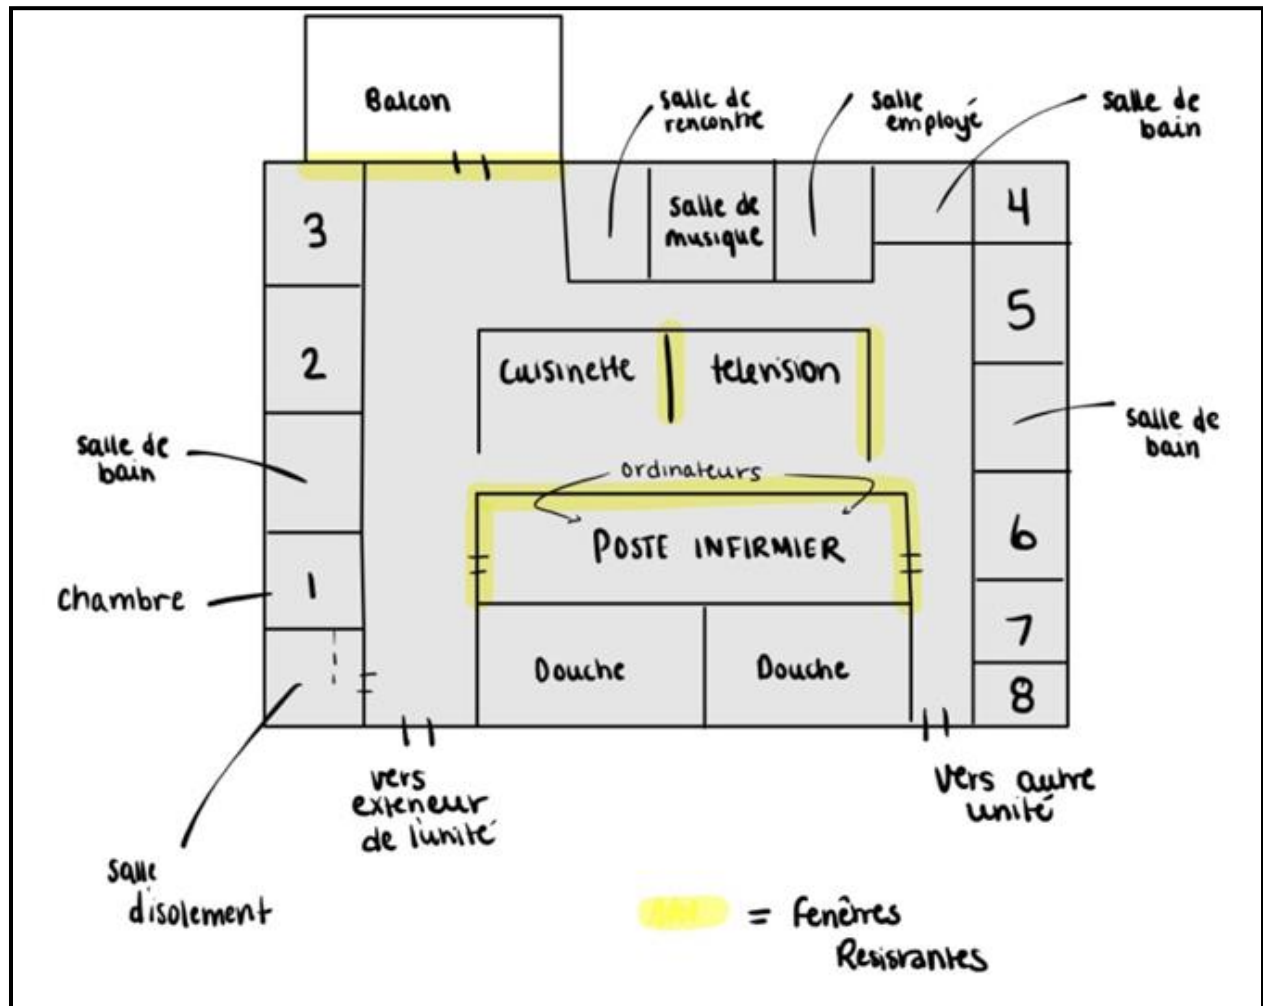 Balcon
salle de
rencontre
salle
employé
salle de
bain
3
salle de
musique
4
2
5
Cuisinette
télévision
salle de
bain
salle de
bain
ordinateurs
6
POSTE INFIRMIER
chambre
1
7
Douche
Douche
8
vers
exterieur
de l'unité
Vers autre
unité
salle
d'isolement
= Fenêtres
Resistantes